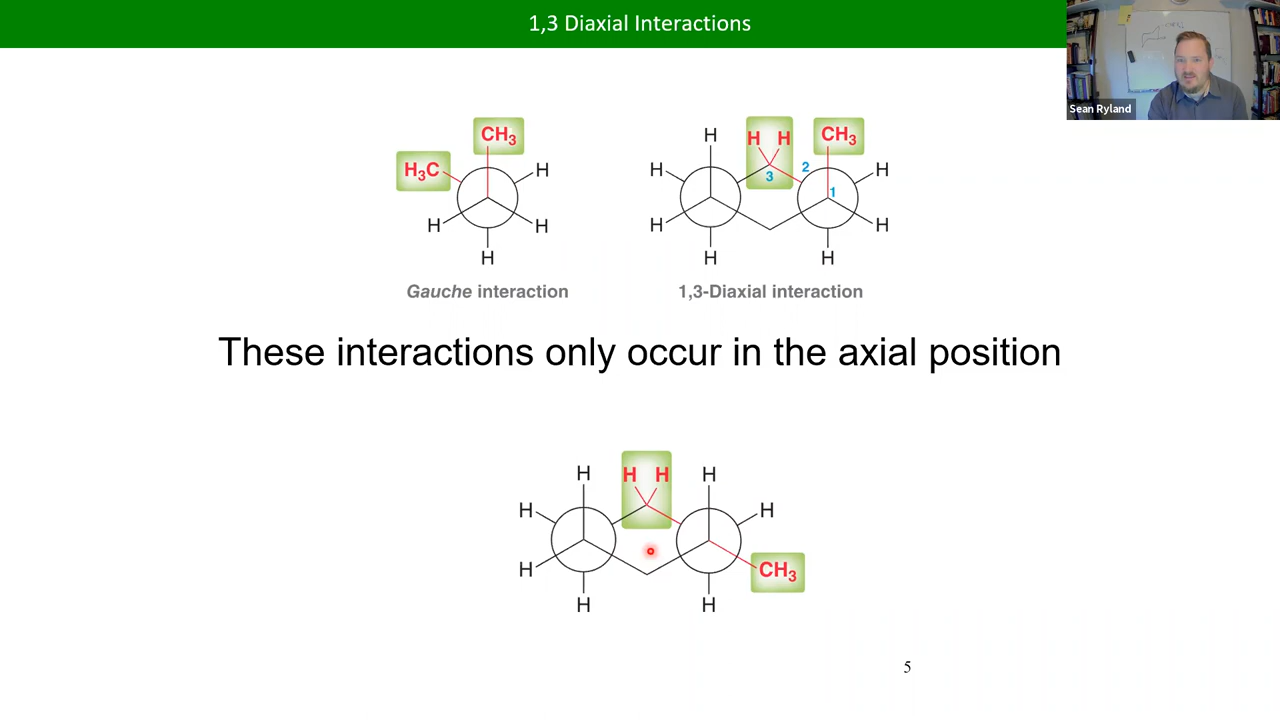 1,3 Diaxial Interactions
Sean Ryland
CH3
H3C
H
H
H
H
Gauche interaction
H
H H
CH3
H
2
H
3
1
H
H
H
H
1,3-Diaxial interaction
These interactions only occur in the axial position
H
H H
H
H
H
H
CH3
H
H
5